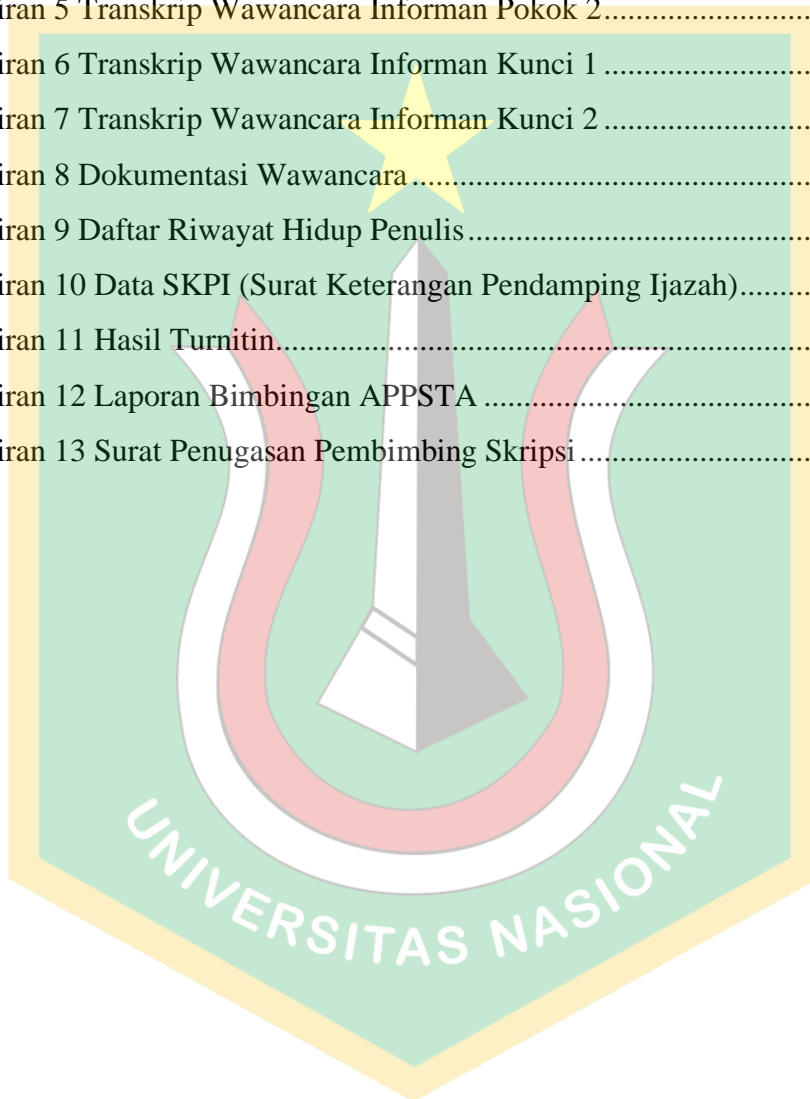 iran 5 Transkrip Wawancara Informan Pokok 2..............................
iran 6 Transkrip Wawancara Informan Kunci 1..............................
iran 7 Transkrip Wawancara Informan Kunci 2..............................
iran 8 Dokumentasi Wawancara..........................................................
iran 9 Daftar Riwayat Hidup Penulis..................................................
iran 10 Data SKPI (Surat Keterangan Pendamping Ijazah).........
iran 11 Hasil Turnitin..............................................................................
iran 12 Laporan Bimbingan APPSTA ................................................
iran 13 Surat Penugasan Pembimbing Skripsi..................................
UNIVERSITAS NASIONAL